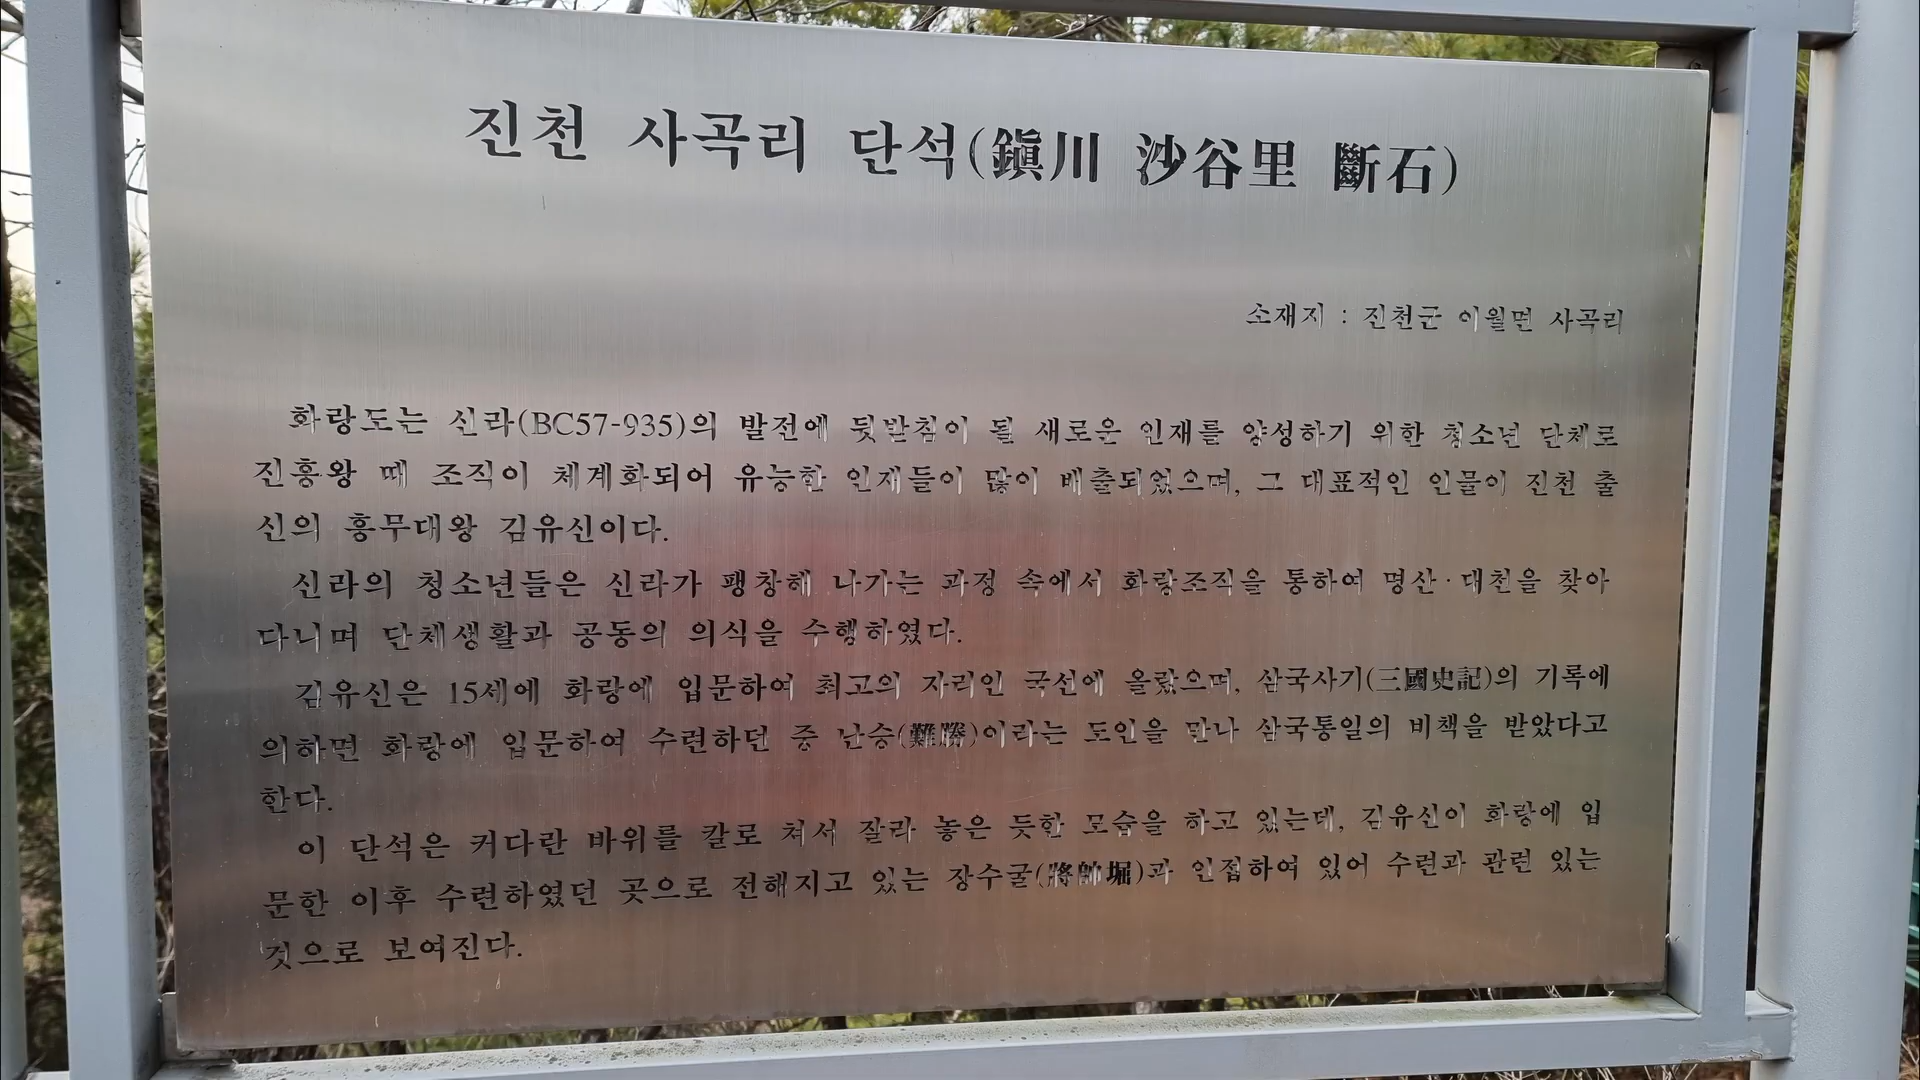 진천 사곡리 단석(鎭川 沙谷里 斷石)
소재지 : 진천군 이월면 사곡리
화랑도는 신라(BC57-935)의 발전에 뒷받침이 될 새로운 인재를 양성하기 위한 청소년 단체로
진흥왕 때 조직이 체계화되어 유능한 인재들이 많이 배출되었으며, 그 대표적인 인물이 진천 출
신의 흥무대왕 김유신이다.
신라의 청소년들은 신라가 팽창해 나가는 과정 속에서 화랑조직을 통하여 명산·대천을 찾아
다니며 단체생활과 공동의 의식을 수행하였다.
김유신은 15세에 화랑에 입문하여 최고의 자리인 국선에 올랐으며, 삼국사기(三國史記)의 기록에
의하면 화랑에 입문하여 수련하던 중 난승(難勝)이라는 도인을 만나 삼국통일의 비책을 받았다고
한다.
이 단석은 커다란 바위를 칼로 쳐서 잘라 놓은 듯한 모습을 하고 있는데, 김유신이 화랑에 입
문한 이후 수련하였던 곳으로 전해지고 있는 장수굴(將帥堀)과 인접하여 있어 수련과 관련 있는
것으로 보여진다.